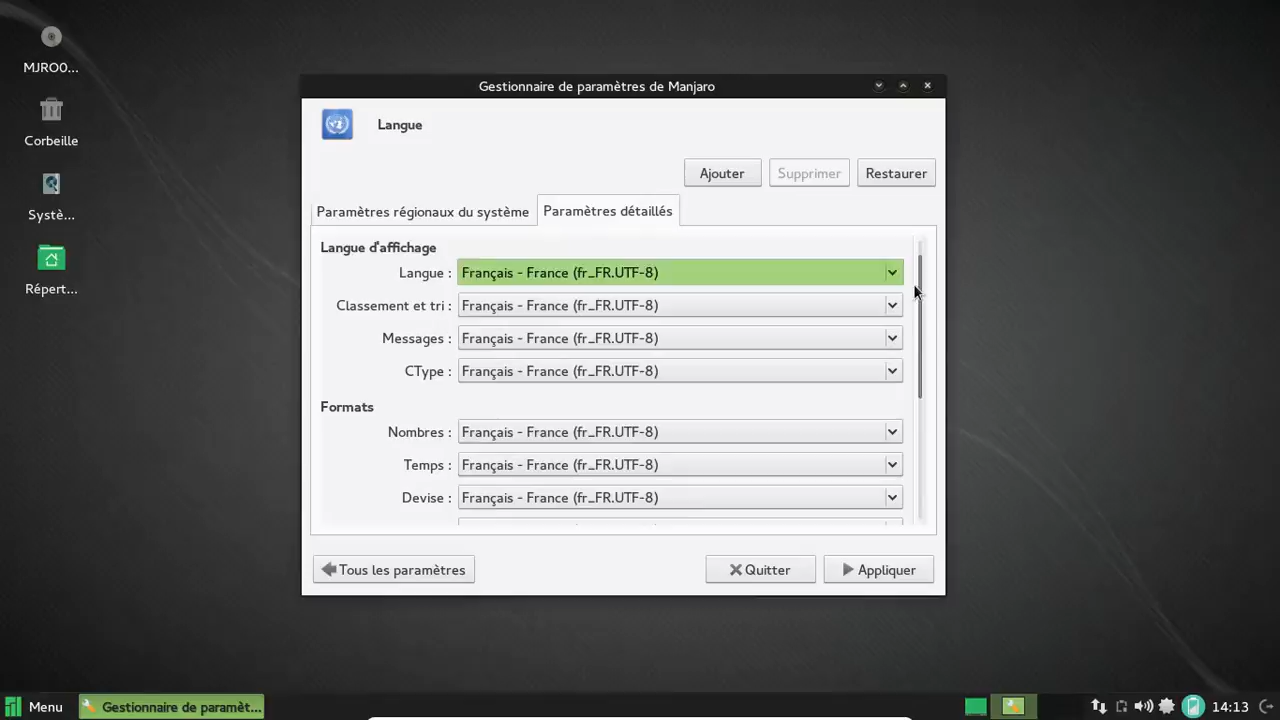 Gestionnaire de paramètres de Manjaro
MJRO0...
Corbeille
Systè...
Répert...
Langue
Ajouter
Supprimer
Restaurer
Paramètres régionaux du système
Paramètres détaillés
Langue d'affichage
Langue : Français - France (fr_FR.UTF-8)
Classement et tri : Français - France (fr_FR.UTF-8)
Messages : Français - France (fr_FR.UTF-8)
CType : Français - France (fr_FR.UTF-8)
Formats
Nombres : Français - France (fr_FR.UTF-8)
Temps : Français - France (fr_FR.UTF-8)
Devise : Français - France (fr_FR.UTF-8)
Tous les paramètres
Quitter
Appliquer
Menu
Gestionnaire de paramèt...
14:13